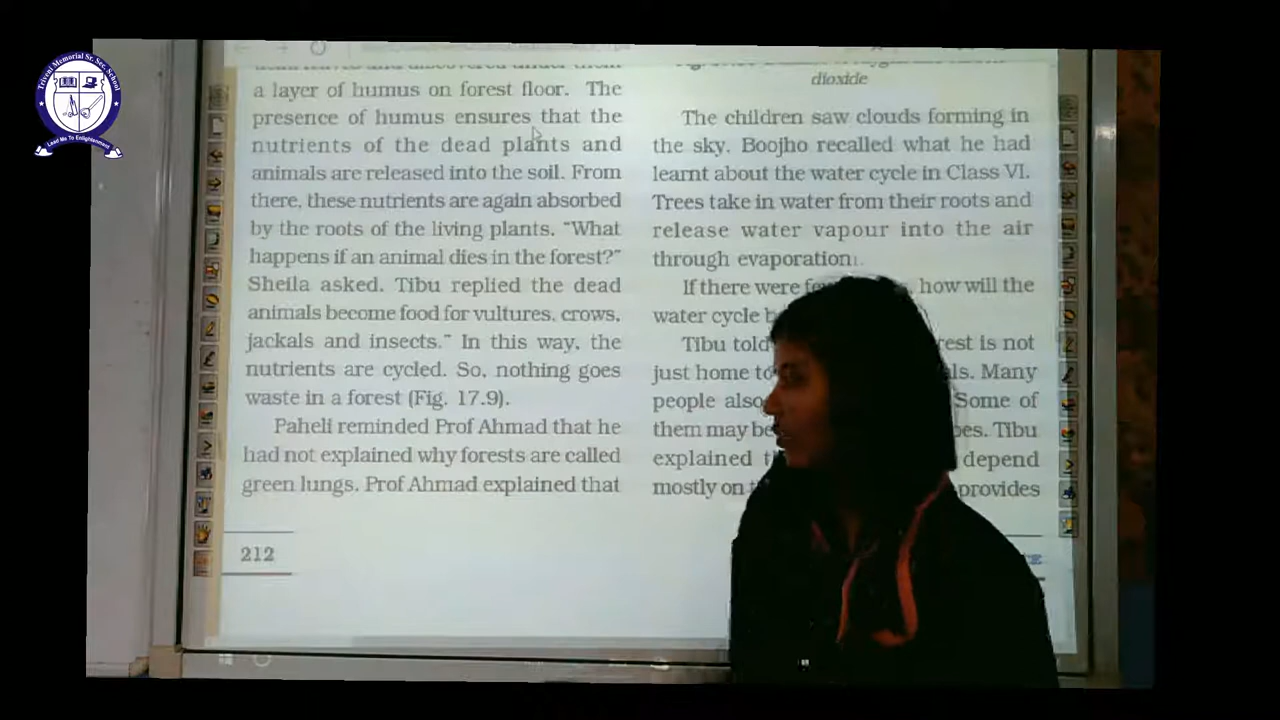 Triveni Memorial Sr. Sec. School
Lead Me To Enlightenment
a layer of humus on forest floor. The
presence of humus ensures that the
nutrients of the dead plants and
animals are released into the soil. From
there, these nutrients are again absorbed
by the roots of the living plants. “What
happens if an animal dies in the forest?”
Sheila asked. Tibu replied the dead
animals become food for vultures, crows,
jackals and insects.” In this way, the
nutrients are cycled. So, nothing goes
waste in a forest (Fig. 17.9).
Paheli reminded Prof Ahmad that he
had not explained why forests are called
green lungs. Prof Ahmad explained that
212
dioxide
The children saw clouds forming in
the sky. Boojho recalled what he had
learnt about the water cycle in Class VI.
Trees take in water from their roots and
release water vapour into the air
through evaporation.
If there were how will the
water cycle
Tibu told is not
just home Many
people also Some of
them may Tibu
explained depend
mostly on provides